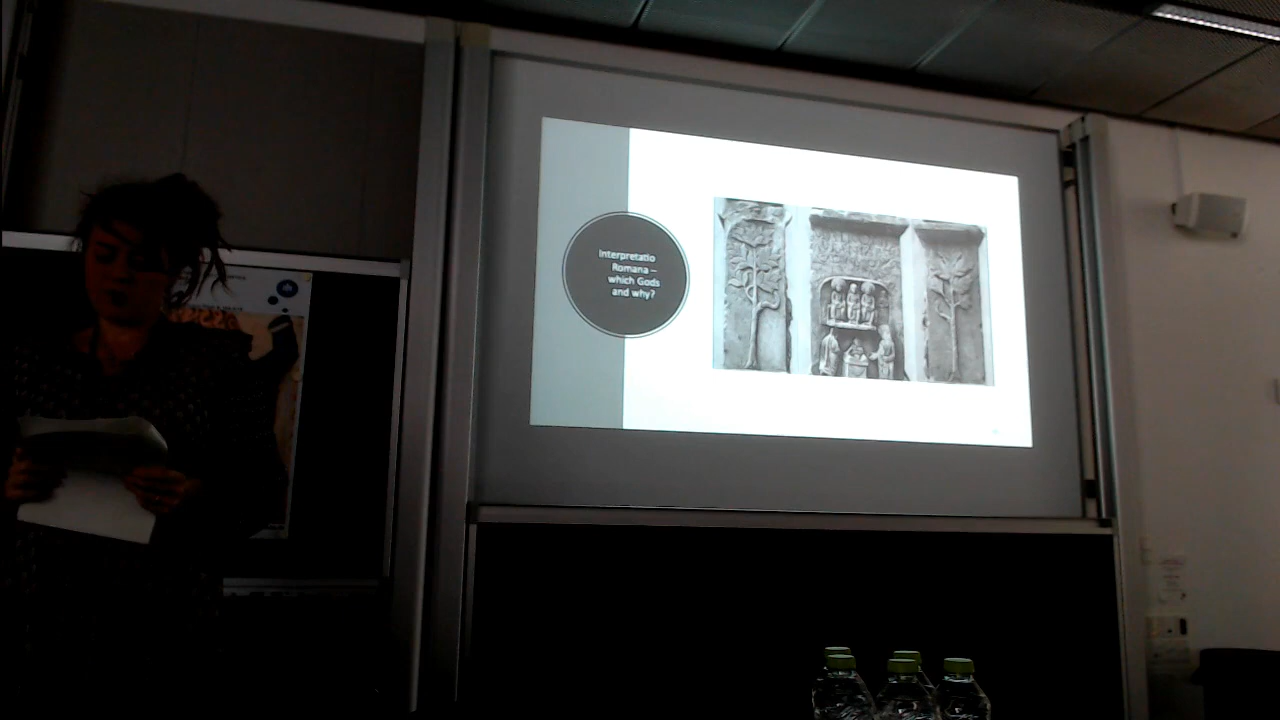 Interpretatio
Romana –
which Gods
and why?